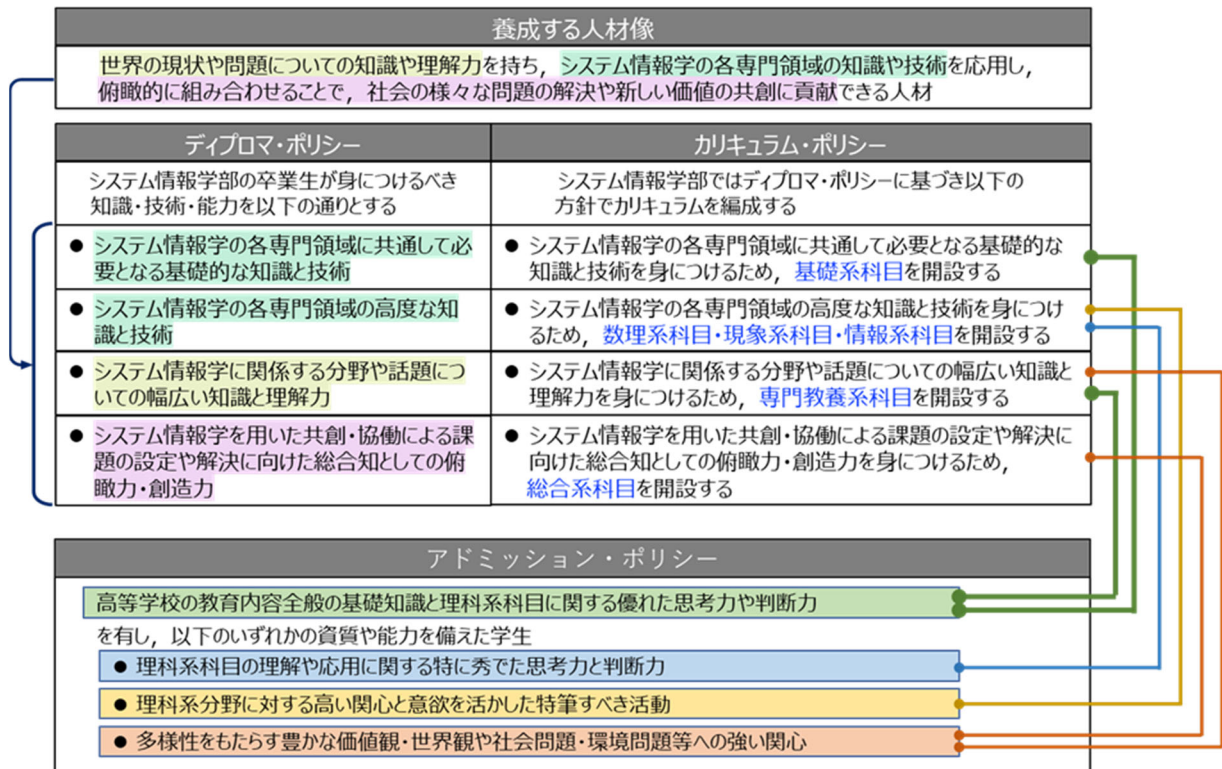 養成する人材像
世界の現状や問題についての知識や理解力を持ち，システム情報学の各専門領域の知識や技術を応用し，
俯瞰的に組み合わせることで，社会の様々な問題の解決や新しい価値の共創に貢献できる人材
ディプロマ・ポリシー
カリキュラム・ポリシー
システム情報学部の卒業生が身につけるべき
知識・技術・能力を以下の通りとする
システム情報学部ではディプロマ・ポリシーに基づき以下の
方針でカリキュラムを編成する
● システム情報学の各専門領域に共通して必
要となる基礎的な知識と技術
● システム情報学の各専門領域に共通して必要となる基礎的な
知識と技術を身につけるため，基礎系科目を開設する
● システム情報学の各専門領域の高度な知
識と技術
● システム情報学の各専門領域の高度な知識と技術を身につけ
るため，数理系科目・現象系科目・情報系科目を開設する
● システム情報学に関係する分野や話題につ
いての幅広い知識と理解力
● システム情報学に関係する分野や話題についての幅広い知識と
理解力を身につけるため，専門教養系科目を開設する
● システム情報学を用いた共創・協働による課
題の設定や解決に向けた総合知としての俯
瞰力・創造力
● システム情報学を用いた共創・協働による課題の設定や解決に
向けた総合知としての俯瞰力・創造力を身につけるため，
総合系科目を開設する
アドミッション・ポリシー
高等学校の教育内容全般の基礎知識と理科系科目に関する優れた思考力や判断力
を有し，以下のいずれかの資質や能力を備えた学生
● 理科系科目の理解や応用に関する特に秀でた思考力と判断力
● 理科系分野に対する高い関心と意欲を活かした特筆すべき活動
● 多様性をもたらす豊かな価値観・世界観や社会問題・環境問題等への強い関心